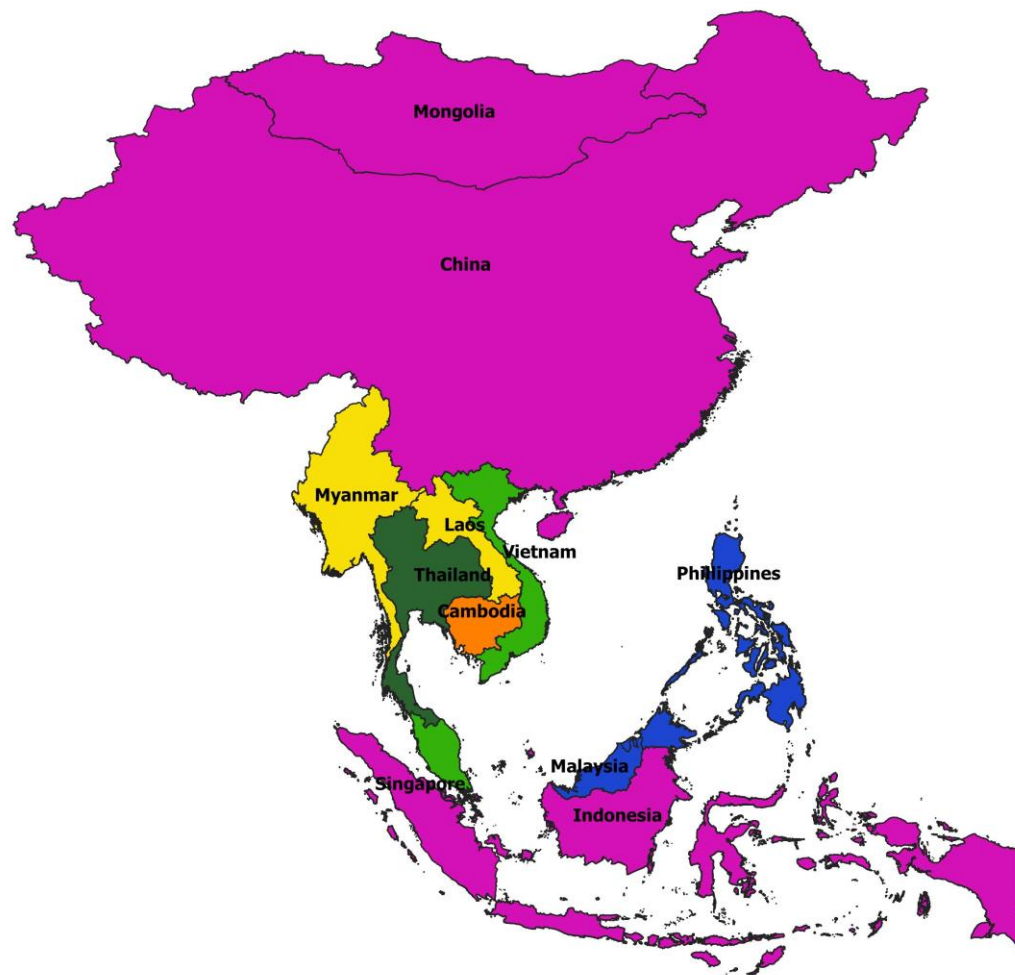 Mongolia
China
Myanmar
Laos
Vietnam
Thailand
Phillippines
Cambodia
Malaysia
Singapore
Indonesia